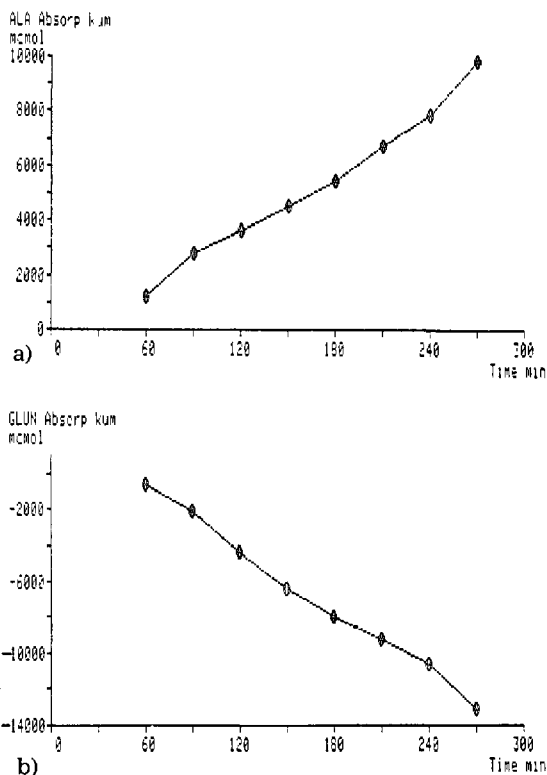 ALA Absorp kum
mcmol
10000
8000
6000
4000
2000
0
0 60 120 180 240 300
Time min
a)
GLUN Absorp kum
mcmol
-2000
-6000
-10000
-14000
0 60 120 180 240 300
Time min
b)